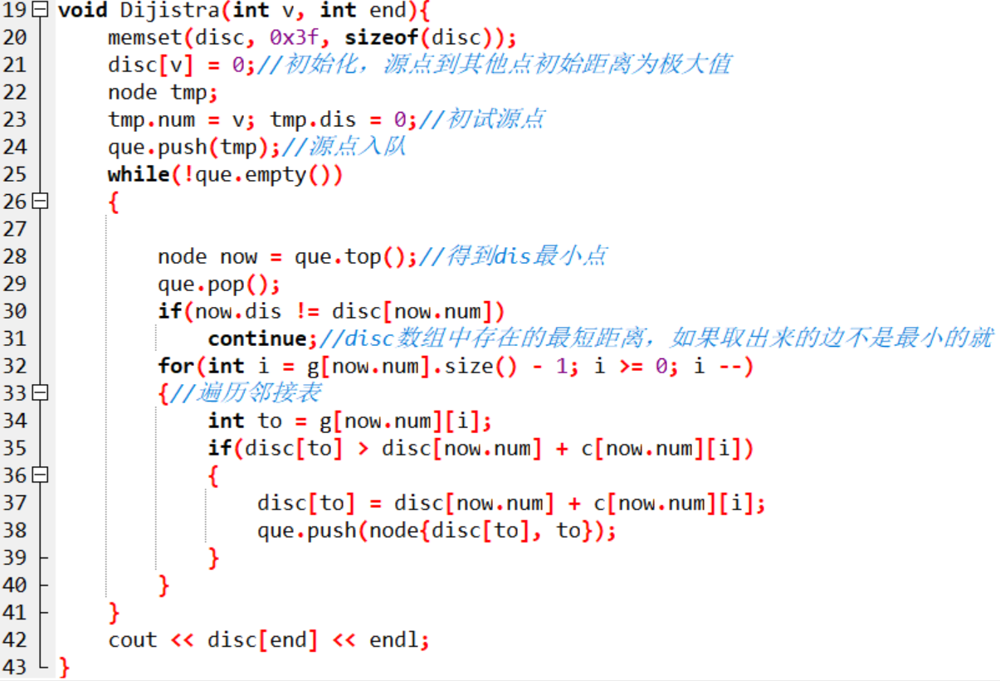 19 void Dijistra(int v, int end){
20 memset(disc, 0x3f, sizeof(disc));
21 disc[v] = 0;//初始化，源点到其他点初始距离为极大值
22 node tmp;
23 tmp.num = v; tmp.dis = 0;//初试源点
24 que.push(tmp);//源点入队
25 while(!que.empty())
26 {
27
28 node now = que.top();//得到dis最小点
29 que.pop();
30 if(now.dis != disc[now.num])
31 continue;//disc数组中存在的最短距离，如果取出来的边不是最小的就
32 for(int i = g[now.num].size() - 1; i >= 0; i --)
33 {//遍历邻接表
34 int to = g[now.num][i];
35 if(disc[to] > disc[now.num] + c[now.num][i])
36 {
37 disc[to] = disc[now.num] + c[now.num][i];
38 que.push(node{disc[to], to});
39 }
40 }
41 }
42 cout << disc[end] << endl;
43 }